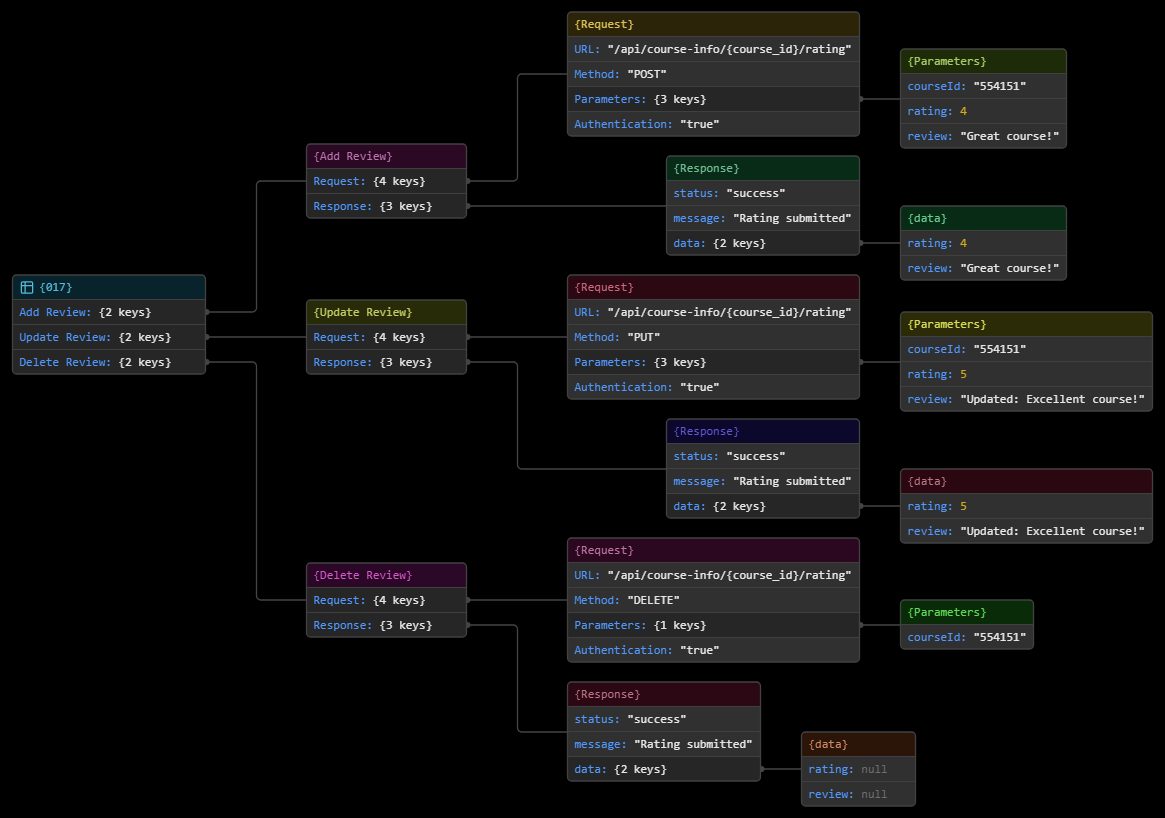 {017}
Add Review: {2 keys}
Update Review: {2 keys}
Delete Review: {2 keys}
{Add Review}
Request: {4 keys}
Response: {3 keys}
{Request}
URL: "/api/course-info/{course_id}/rating"
Method: "POST"
Parameters: {3 keys}
Authentication: "true"
{Parameters}
courseId: "554151"
rating: 4
review: "Great course!"
{Response}
status: "success"
message: "Rating submitted"
data: {2 keys}
{data}
rating: 4
review: "Great course!"
{Update Review}
Request: {4 keys}
Response: {3 keys}
{Request}
URL: "/api/course-info/{course_id}/rating"
Method: "PUT"
Parameters: {3 keys}
Authentication: "true"
{Parameters}
courseId: "554151"
rating: 5
review: "Updated: Excellent course!"
{Response}
status: "success"
message: "Rating submitted"
data: {2 keys}
{data}
rating: 5
review: "Updated: Excellent course!"
{Delete Review}
Request: {4 keys}
Response: {3 keys}
{Request}
URL: "/api/course-info/{course_id}/rating"
Method: "DELETE"
Parameters: {1 keys}
Authentication: "true"
{Parameters}
courseId: "554151"
{Response}
status: "success"
message: "Rating submitted"
data: {2 keys}
{data}
rating: null
review: null